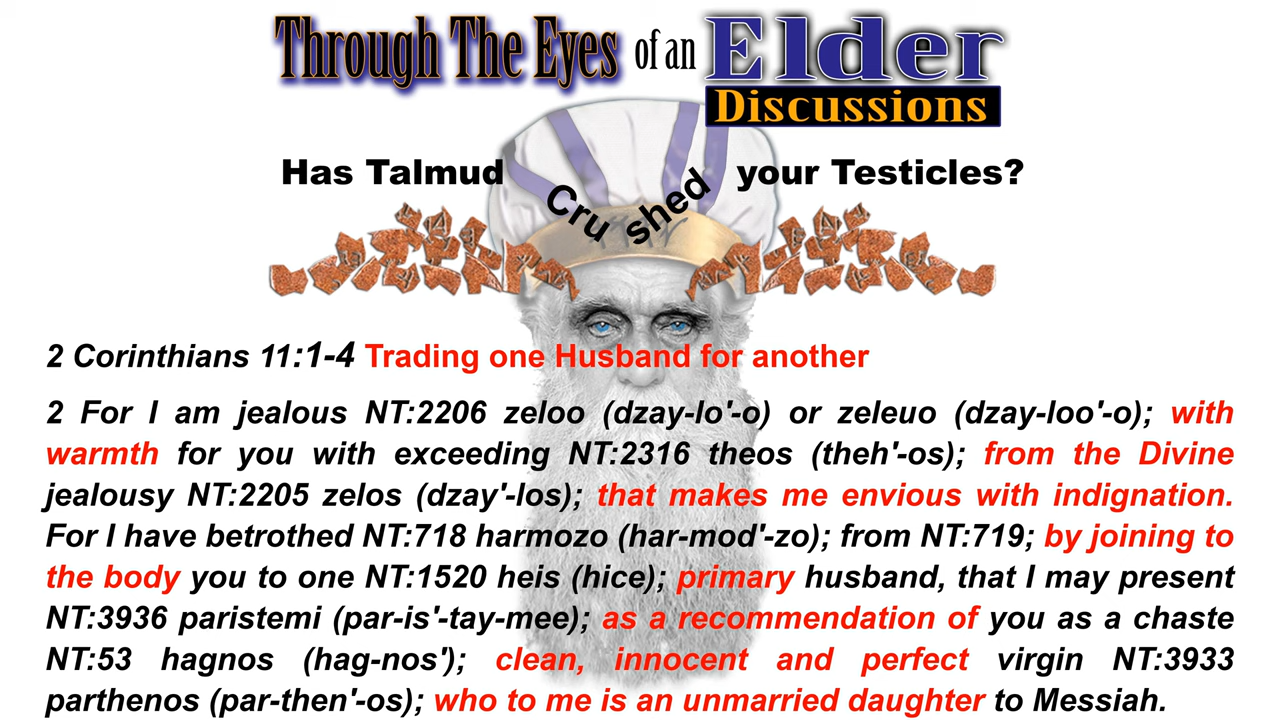 Through The Eyes of an Elder
Discussions
Has Talmud Crushed your Testicles?
2 Corinthians 11:1-4 Trading one Husband for another
2 For I am jealous NT:2206 zeloo (dzay-lo'-o) or zeleuo (dzay-loo'-o); with
warmth for you with exceeding NT:2316 theos (theh'-os); from the Divine
jealousy NT:2205 zelos (dzay'-los); that makes me envious with indignation.
For I have betrothed NT:718 harmozo (har-mod'-zo); from NT:719; by joining to
the body you to one NT:1520 heis (hice); primary husband, that I may present
NT:3936 paristemi (par-is'-tay-mee); as a recommendation of you as a chaste
NT:53 hagnos (hag-nos'); clean, innocent and perfect virgin NT:3933
parthenos (par-then'-os); who to me is an unmarried daughter to Messiah.